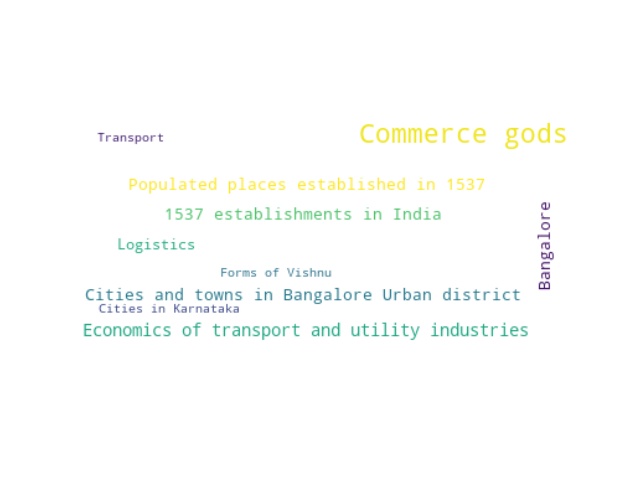 Commerce gods
Transport
Populated places established in 1537
1537 establishments in India
Bangalore
Logistics
Forms of Vishnu
Cities and towns in Bangalore Urban district
Cities in Karnataka
Economics of transport and utility industries